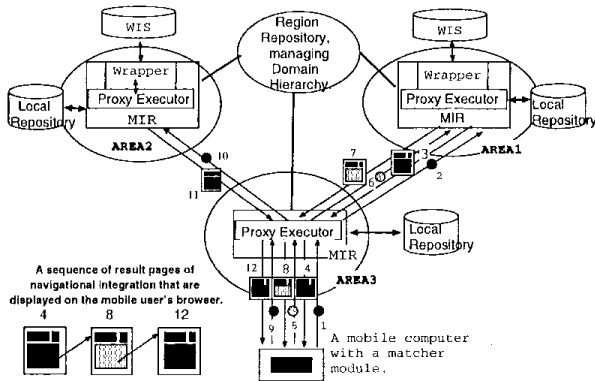 WIS
Region
Repository,
managing
Domain
Hierarchy.
WIS
Wrapper
Proxy Executor
MIR
Local
Repository
AREA2
Wrapper
Proxy Executor
MIR
Local
Repository
AREA1
10
11
7
6
3
2
Proxy Executor
MIR
Local
Repository
AREA3
12
8
4
9
5
1
A sequence of result pages of
navigational integration that are
displayed on the mobile user's browser.
4
8
12
A mobile computer
with a matcher
module.